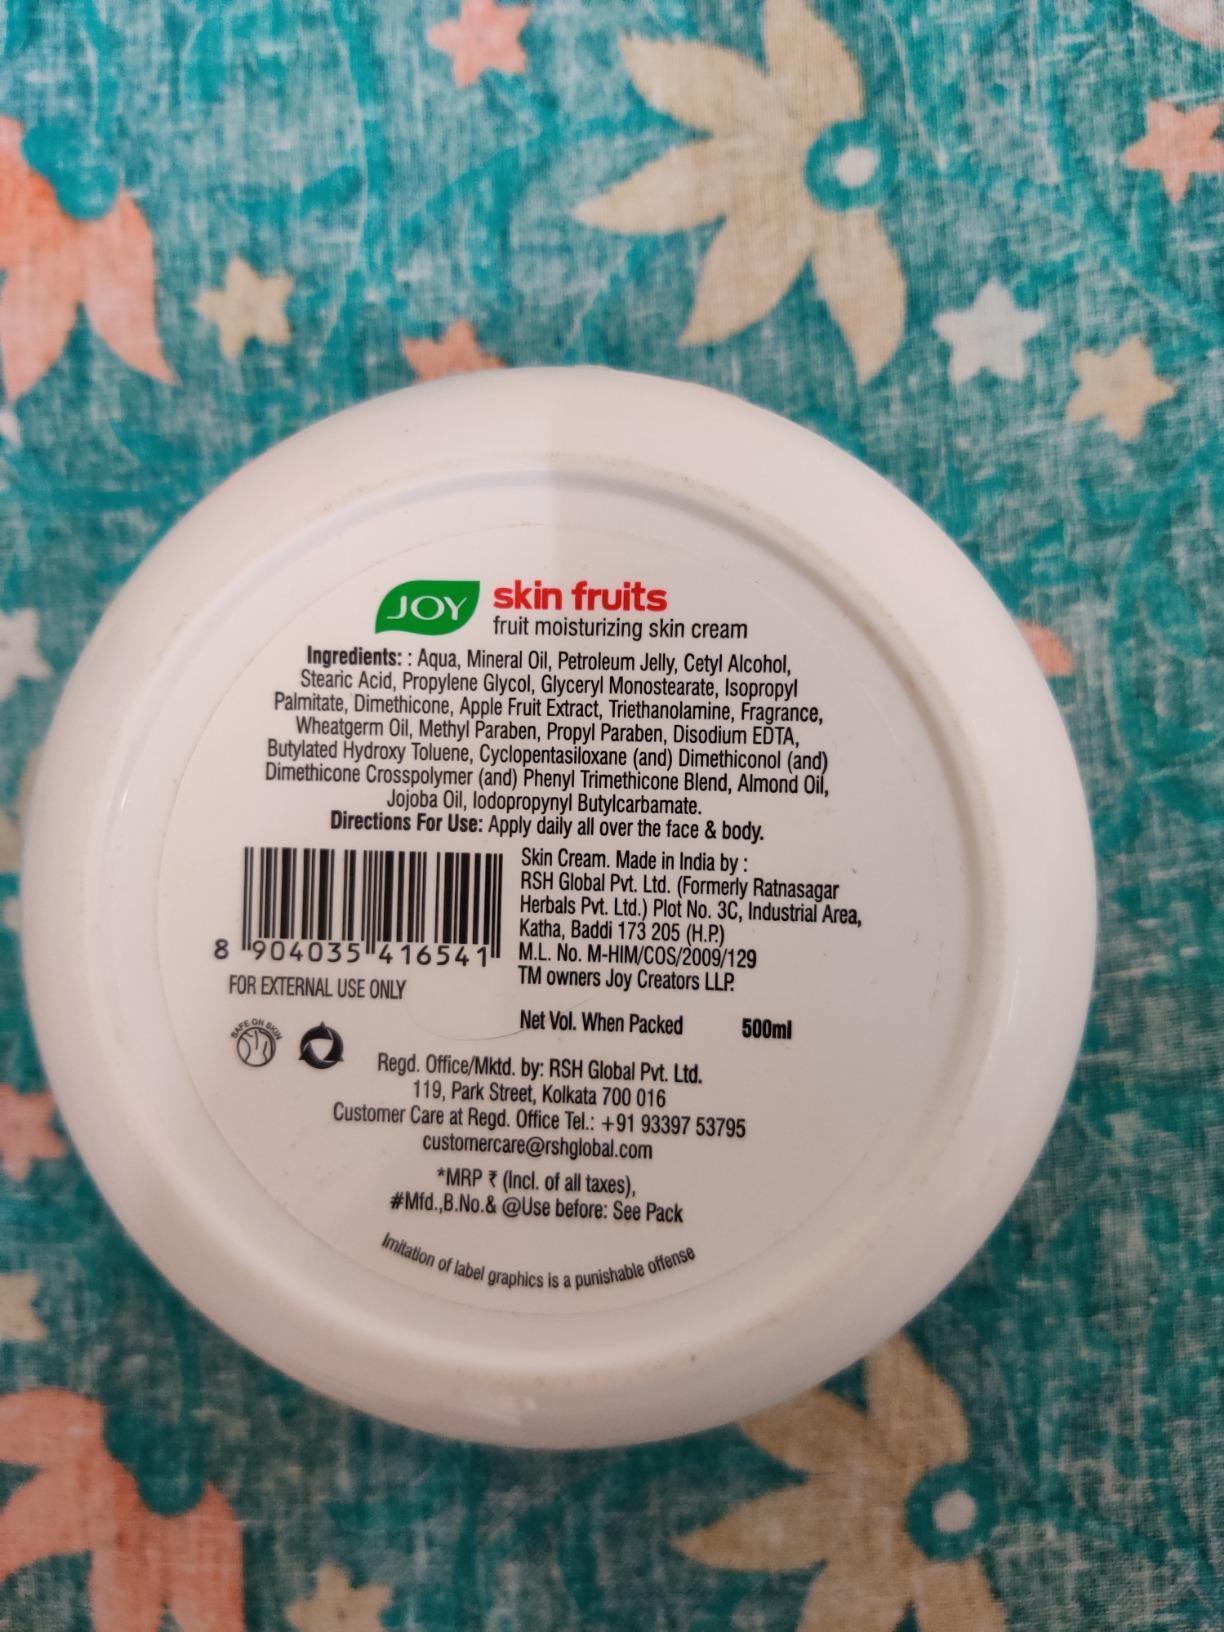 JOY skin fruits
fruit moisturizing skin cream
Ingredients: : Aqua, Mineral Oil, Petroleum Jelly, Cetyl Alcohol,
Stearic Acid, Propylene Glycol, Glyceryl Monostearate, Isopropyl
Palmitate, Dimethicone, Apple Fruit Extract, Triethanolamine, Fragrance,
Wheatgerm Oil, Methyl Paraben, Propyl Paraben, Disodium EDTA,
Butylated Hydroxy Toluene, Cyclopentasiloxane (and) Dimethiconol (and)
Dimethicone Crosspolymer (and) Phenyl Trimethicone Blend, Almond Oil,
Jojoba Oil, Iodopropynyl Butylcarbamate.
Directions For Use: Apply daily all over the face & body.
Skin Cream. Made in India by :
RSH Global Pvt. Ltd. (Formerly Ratnasagar
Herbals Pvt. Ltd.) Plot No. 3C, Industrial Area,
Katha, Baddi 173 205 (H.P.)
M.L. No. M-HIM/COS/2009/129
TM owners Joy Creators LLP.
8 904035 416541
FOR EXTERNAL USE ONLY
Net Vol. When Packed 500ml
SAFE ON SKIN
Regd. Office/Mktd. by: RSH Global Pvt. Ltd.
119, Park Street, Kolkata 700 016
Customer Care at Regd. Office Tel.: +91 93397 53795
customercare@rshglobal.com
*MRP ₹ (Incl. of all taxes),
#Mfd.,B.No.& @Use before: See Pack
Imitation of label graphics is a punishable offense